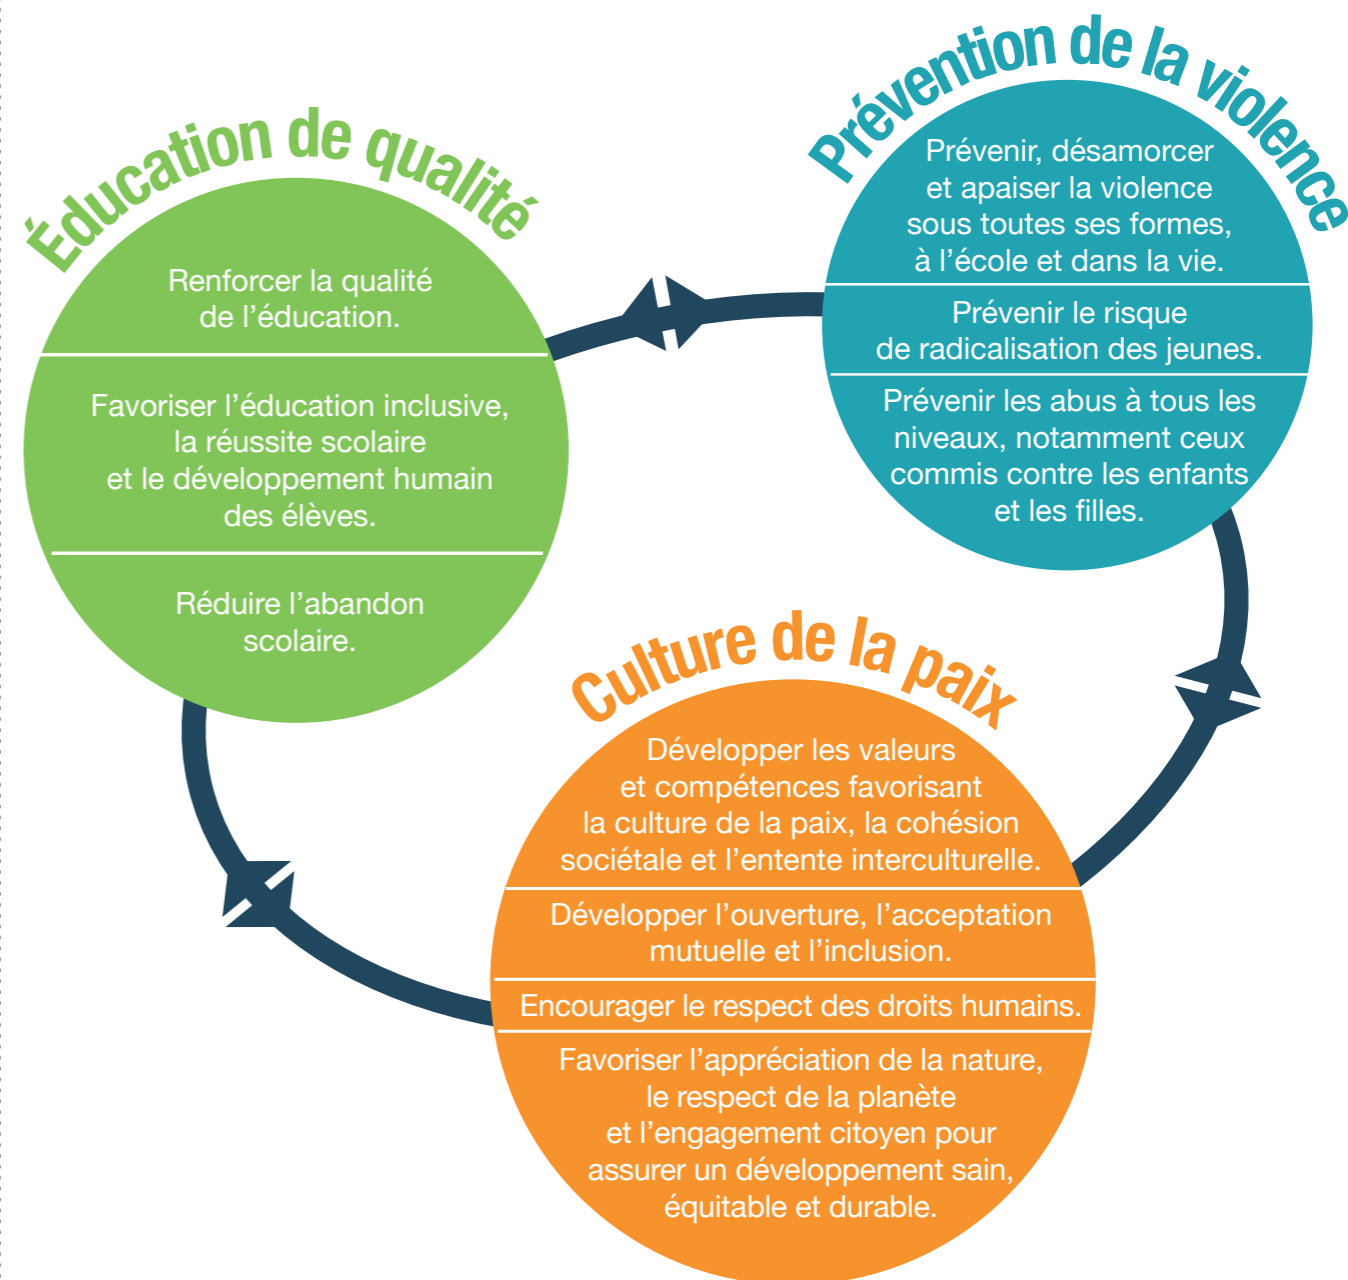 Éducation de qualité
Renforcer la qualité
de l’éducation.
Favoriser l’éducation inclusive,
la réussite scolaire
et le développement humain
des élèves.
Réduire l’abandon
scolaire.
Prévention de la violence
Prévenir, désamorcer
et apaiser la violence
sous toutes ses formes,
à l’école et dans la vie.
Prévenir le risque
de radicalisation des jeunes.
Prévenir les abus à tous les
niveaux, notamment ceux
commis contre les enfants
et les filles.
Culture de la paix
Développer les valeurs
et compétences favorisant
la culture de la paix, la cohésion
sociétale et l’entente interculturelle.
Développer l’ouverture, l’acceptation
mutuelle et l’inclusion.
Encourager le respect des droits humains.
Favoriser l’appréciation de la nature,
le respect de la planète
et l’engagement citoyen pour
assurer un développement sain,
équitable et durable.